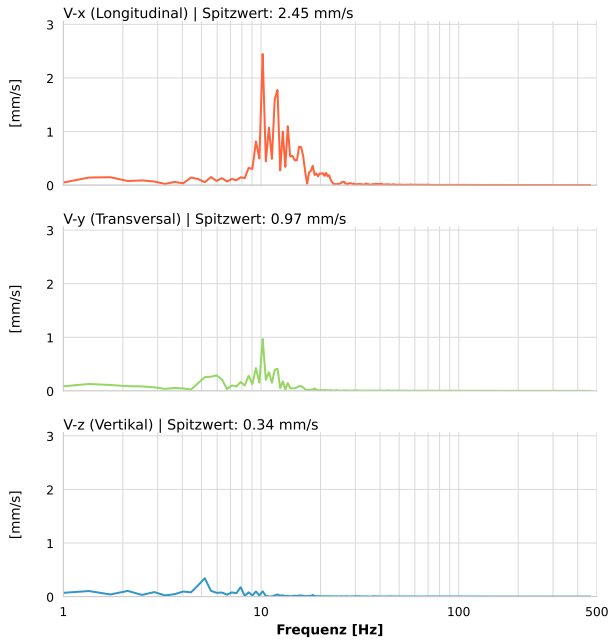 V-x (Longitudinal) | Spitzwert: 2.45 mm/s
3
2
1
0
[mm/s]
V-y (Transversal) | Spitzwert: 0.97 mm/s
3
2
1
0
[mm/s]
V-z (Vertikal) | Spitzwert: 0.34 mm/s
3
2
1
0
[mm/s]
1 10 100 500
Frequenz [Hz]